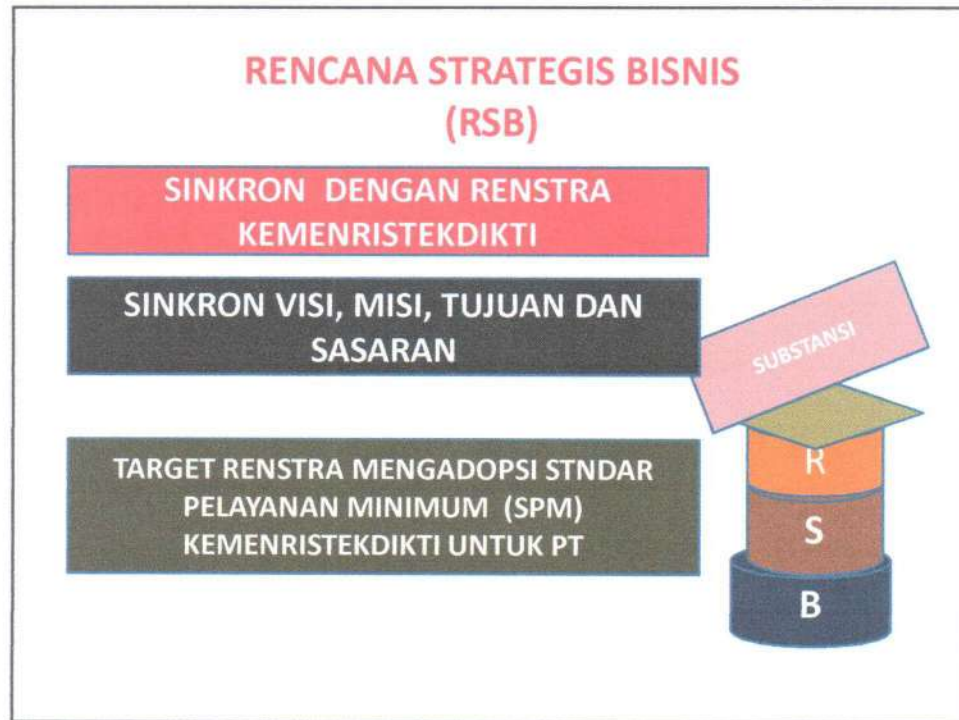 RENCANA STRATEGIS BISNIS
(RSB)
SINKRON DENGAN RENSTRA
KEMENRISTEKDIKTI
SINKRON VISI, MISI, TUJUAN DAN
SASARAN
SUBSTANSI
TARGET RENSTRA MENGADOPSI STNDAR
PELAYANAN MINIMUM (SPM)
KEMENRISTEKDIKTI UNTUK PT
R
S
B